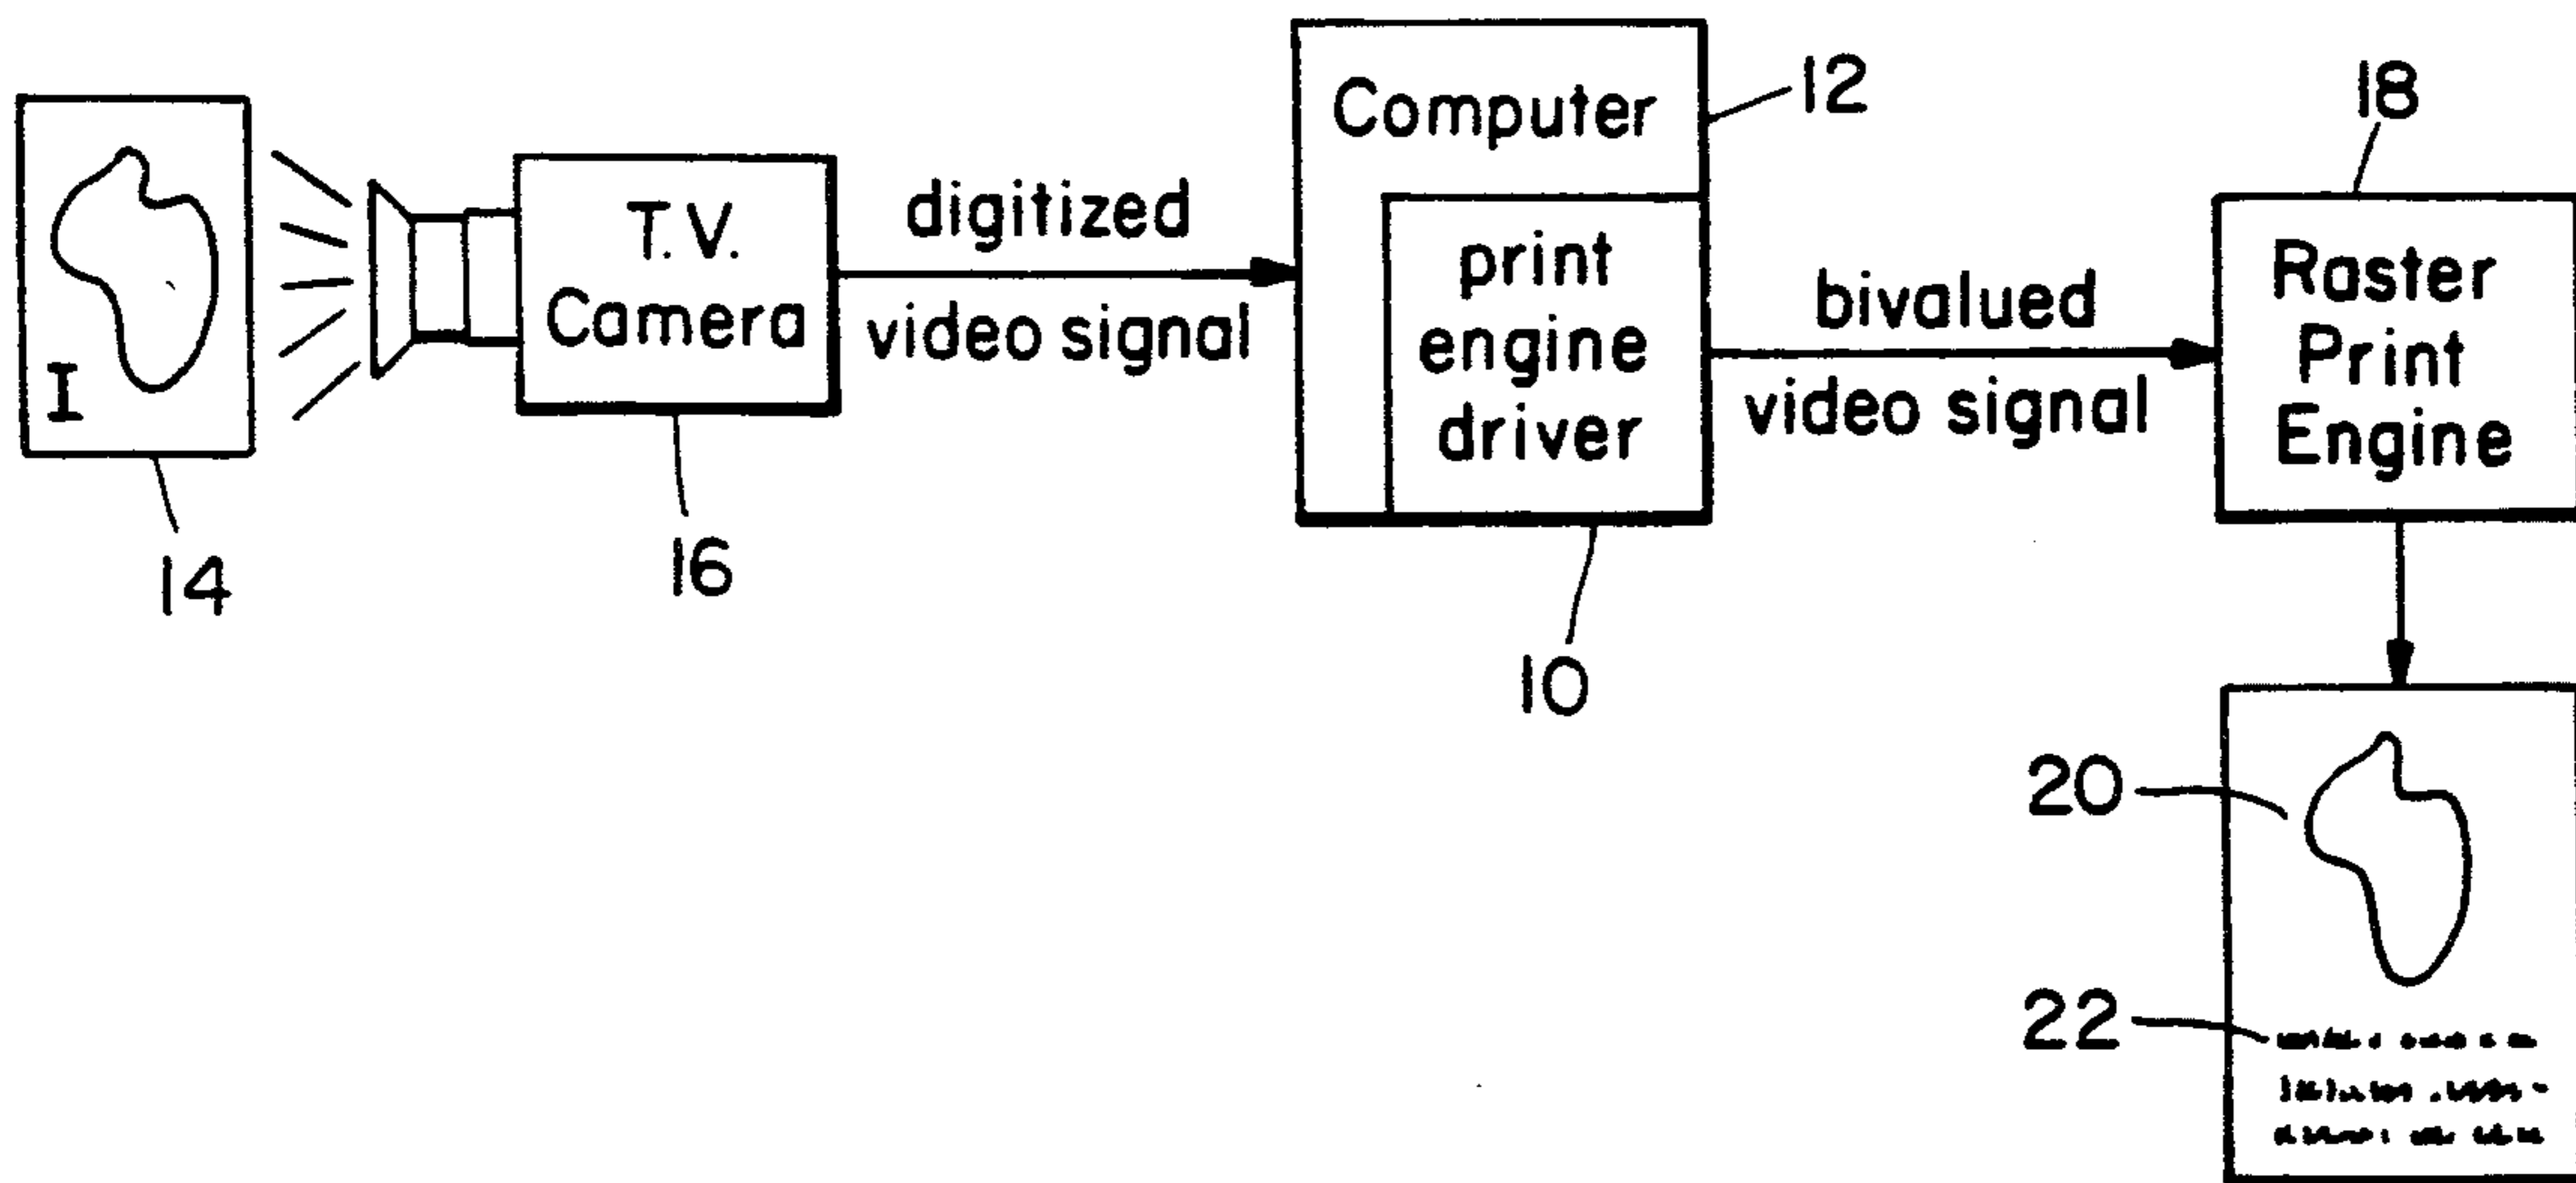 I
14
T.V.
Camera
16
digitized
video signal
Computer
12
print
engine
driver
10
bivalued
video signal
18
Raster
Print
Engine
20
22